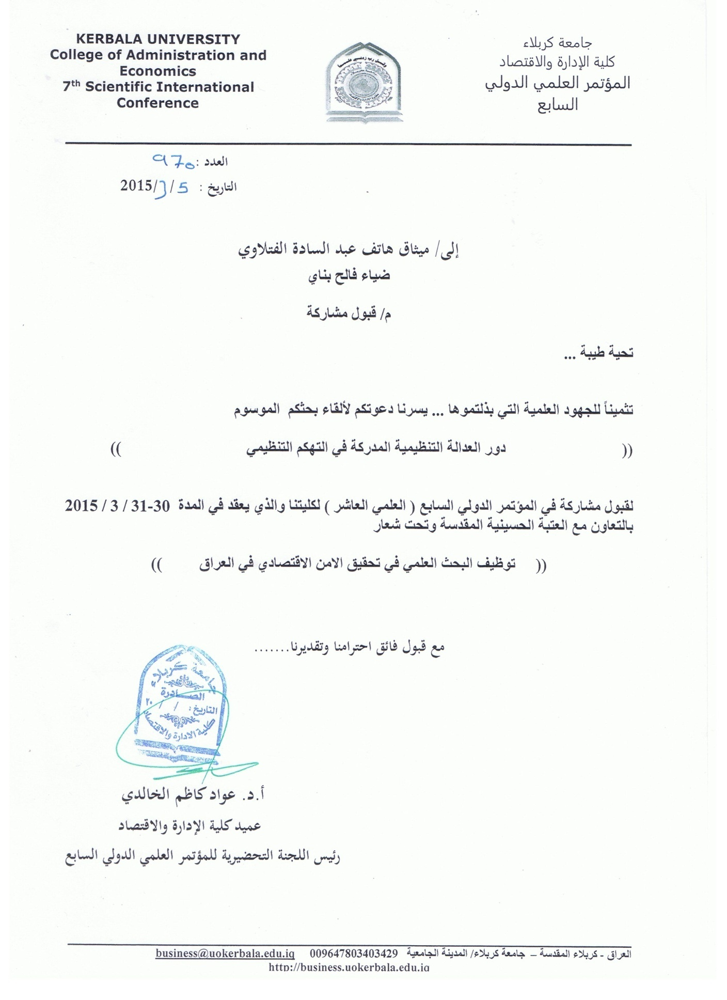 KERBALA UNIVERSITY
College of Administration and
Economics
7th Scientific International
Conference
جامعة كربلاء
كلية الإدارة والاقتصاد
المؤتمر العلمي الدولي
السابع
العدد :
التاريخ : 5 / 3/2015
إلى/ ميثاق هاتف عبد السادة الفتلاوي
ضياء فالح بناي
م/ قبول مشاركة
تحية طيبة ...
تثميناً للجهود العلمية التي بذلتموها ... يسرنا دعوتكم لألقاء بحثكم الموسوم
(( دور العدالة التنظيمية المدركة في التهكم التنظيمي ))
لقبول مشاركة في المؤتمر الدولي السابع ( العلمي العاشر ) لكليتنا والذي يعقد في المدة 30-31 / 3 / 2015
بالتعاون مع العتبة الحسينية المقدسة وتحت شعار
(( توظيف البحث العلمي في تحقيق الامن الاقتصادي في العراق ))
مع قبول فائق احترامنا وتقديرنا.......
جامعة كربلاء
الصادرة
التاريخ: / / ٢٠
كلية الادارة والاقتصاد
أ.د. عواد كاظم الخالدي
عميد كلية الإدارة والاقتصاد
رئيس اللجنة التحضيرية للمؤتمر العلمي الدولي السابع
العراق - كربلاء المقدسة – جامعة كربلاء/ المدينة الجامعية 009647803403429 business@uokerbala.edu.iq
http://business.uokerbala.edu.iq